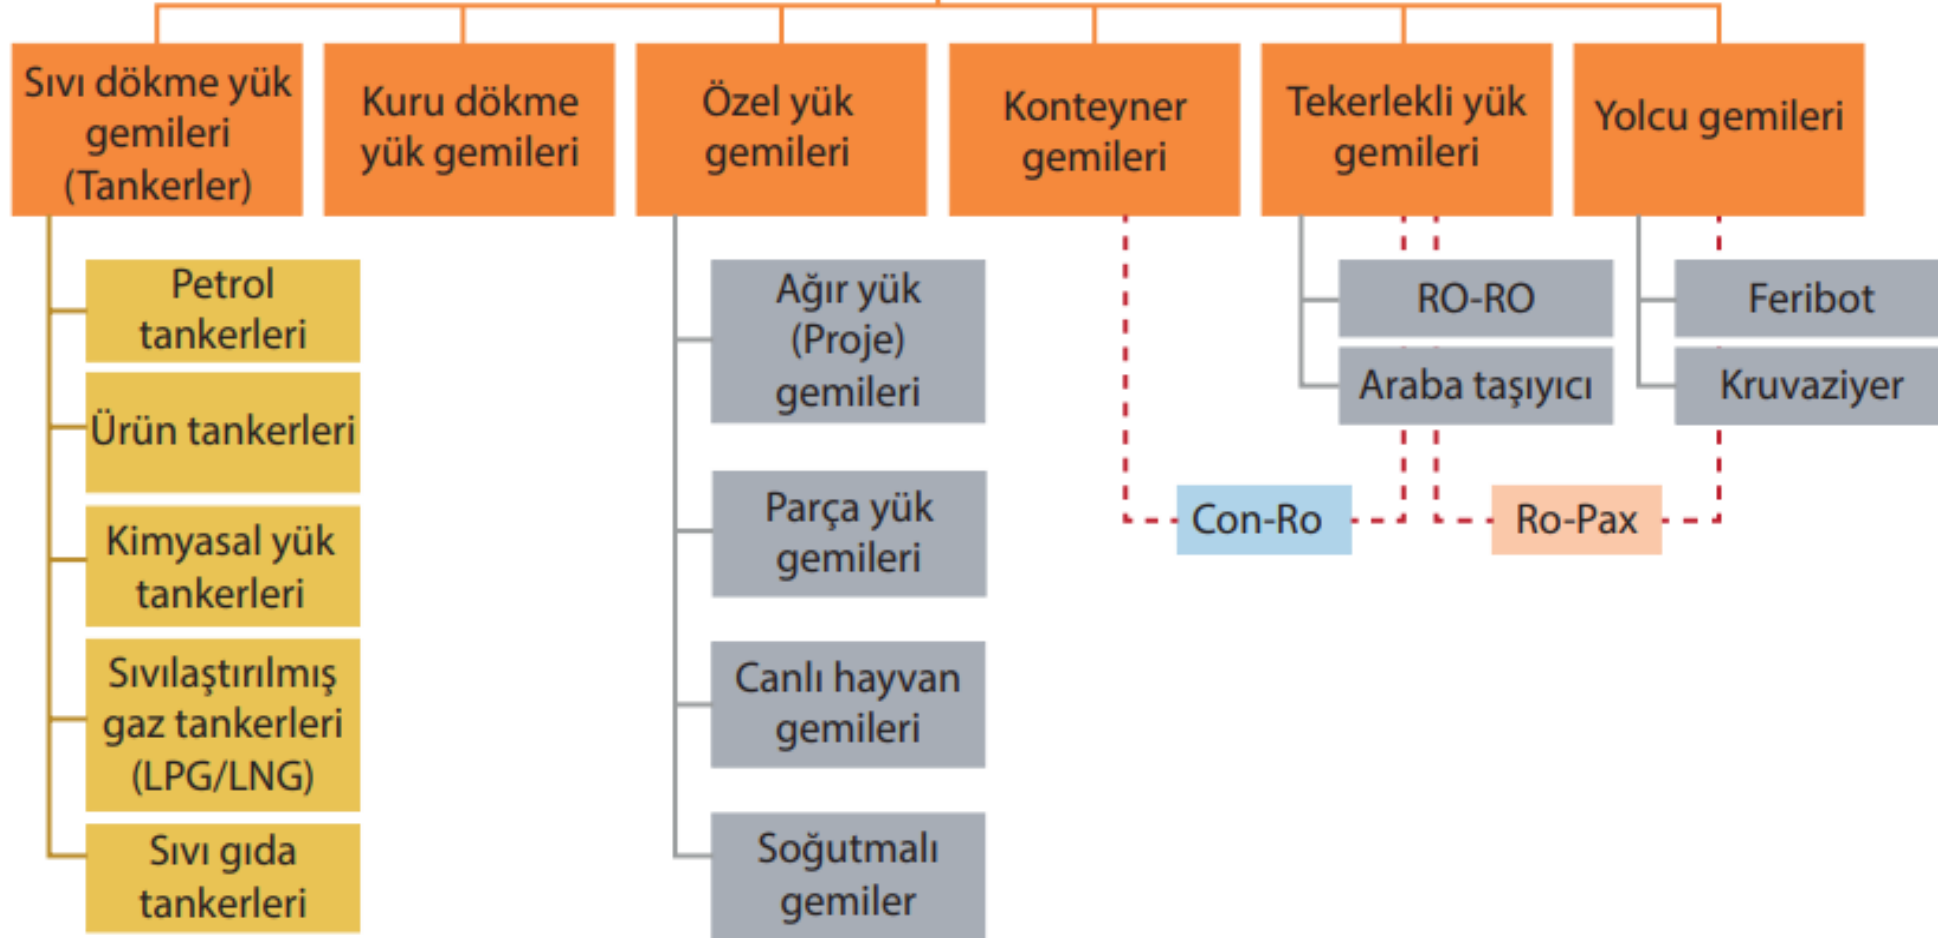 Sıvı dökme yük
gemileri
(Tankerler)
Kuru dökme
yük gemileri
Özel yük
gemileri
Konteyner
gemileri
Tekerlekli yük
gemileri
Yolcu gemileri
Petrol
tankerleri
Ürün tankerleri
Kimyasal yük
tankerleri
Sıvılaştırılmış
gaz tankerleri
(LPG/LNG)
Sıvı gıda
tankerleri
Ağır yük
(Proje)
gemileri
Parça yük
gemileri
Canlı hayvan
gemileri
Soğutmalı
gemiler
RO-RO
Araba taşıyıcı
Feribot
Kruvaziyer
Con-Ro
Ro-Pax